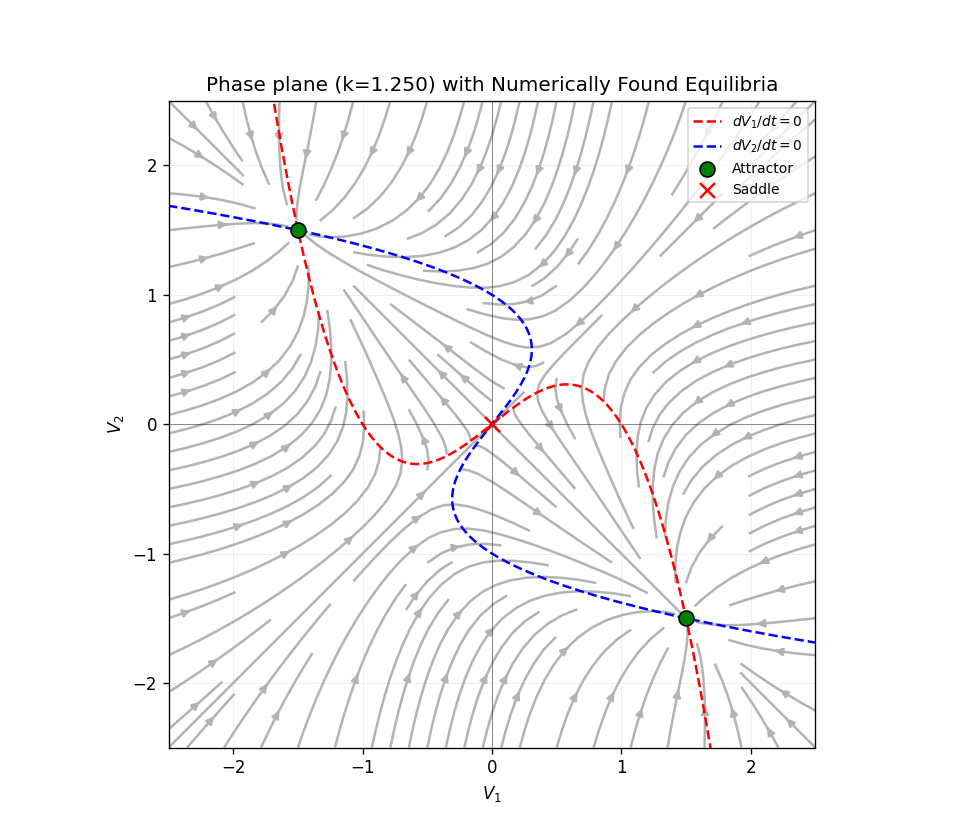 Phase plane (k=1.250) with Numerically Found Equilibria
dV₁/dt = 0
dV₂/dt = 0
Attractor
Saddle
2
1
0
−1
−2
V₂
−2
−1
0
1
2
V₁